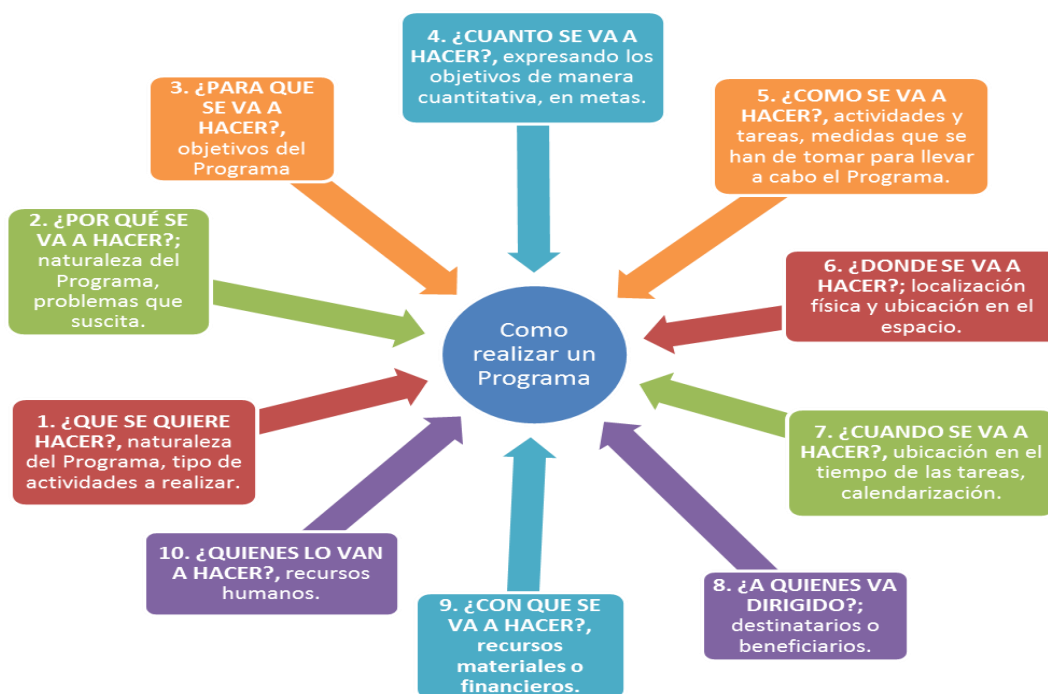 1. ¿QUE SE QUIERE
HACER?, naturaleza
del Programa, tipo de
actividades a realizar.
2. ¿POR QUÉ SE
VA A HACER?;
naturaleza del
Programa,
problemas que
suscita.
3. ¿PARA QUE
SE VA A
HACER?,
objetivos del
Programa
4. ¿CUANTO SE VA A
HACER?, expresando los
objetivos de manera
cuantitativa, en metas.
5. ¿COMO SE VA A
HACER?, actividades y
tareas, medidas que se
han de tomar para llevar
a cabo el Programa.
6. ¿DONDE SE VA A
HACER?; localización
física y ubicación en el
espacio.
7. ¿CUANDO SE VA A
HACER?, ubicación en el
tiempo de las tareas,
calendarización.
8. ¿A QUIENES VA
DIRIGIDO?;
destinatarios o
beneficiarios.
9. ¿CON QUE SE
VA A HACER?,
recursos
materiales o
financieros.
10. ¿QUIENES LO VAN
A HACER?, recursos
humanos.
Como
realizar un
Programa